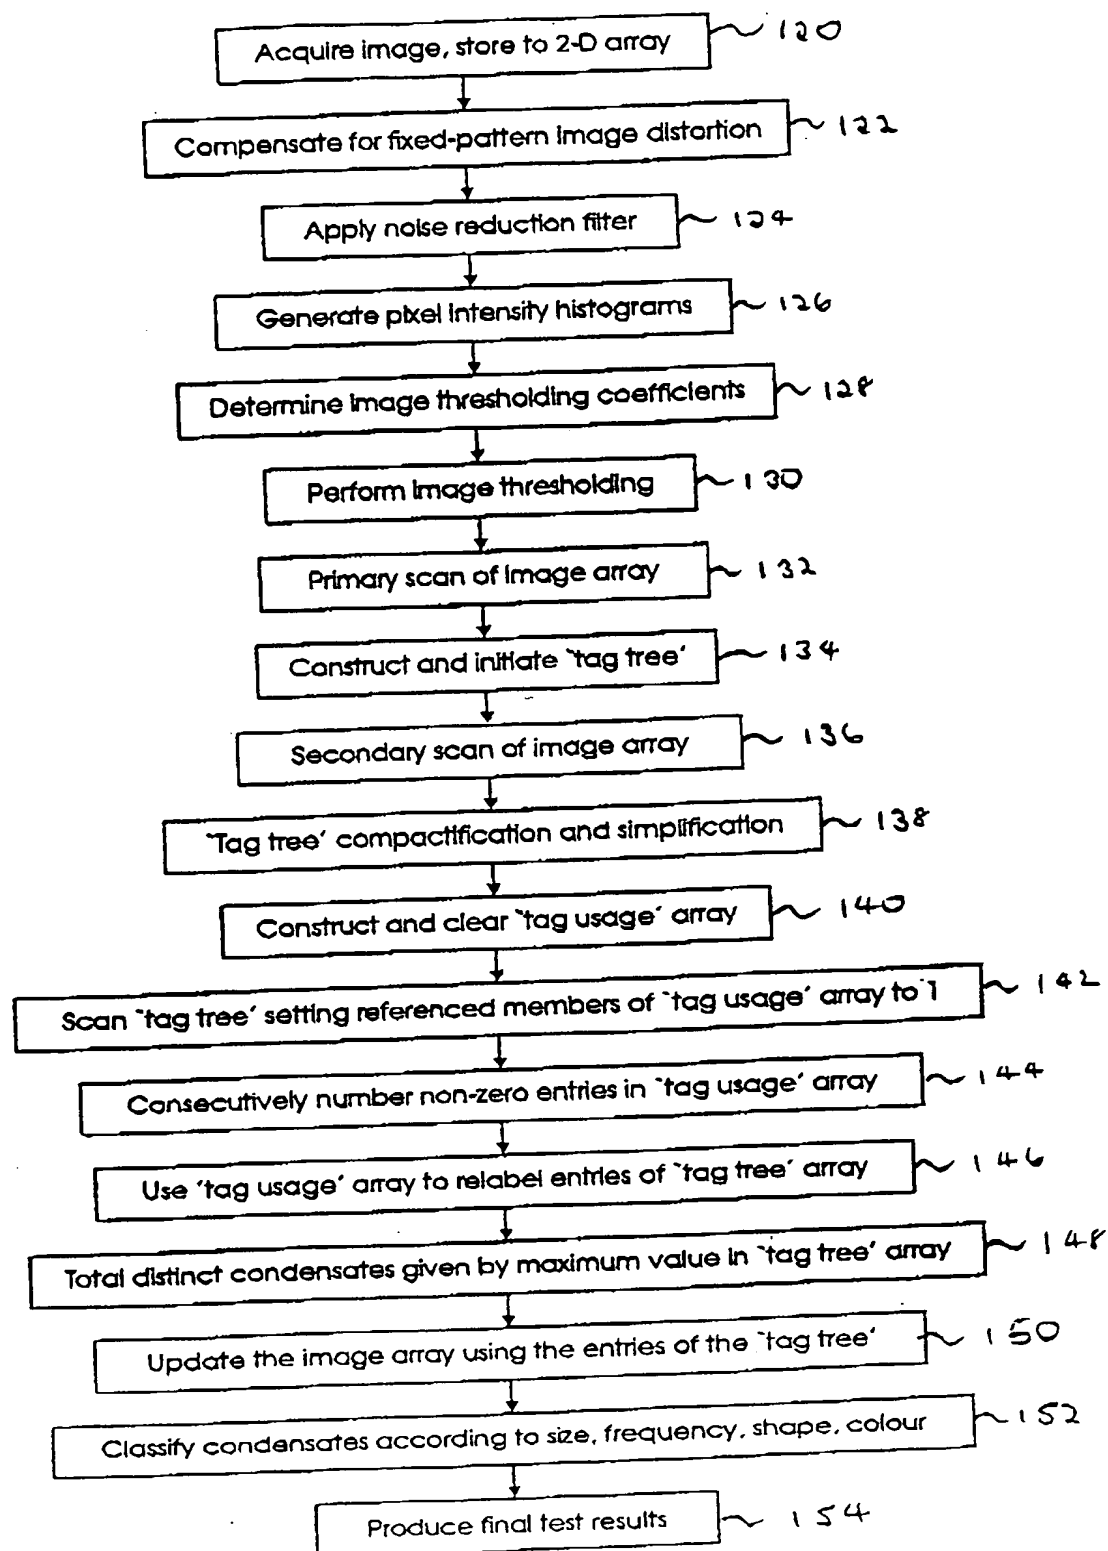 Acquire image, store to 2-D array 120
Compensate for fixed-pattern image distortion 122
Apply noise reduction filter 124
Generate pixel intensity histograms 126
Determine image thresholding coefficients 128
Perform image thresholding 130
Primary scan of image array 132
Construct and initiate `tag tree´ 134
Secondary scan of image array 136
`Tag tree´ compactification and simplification 138
Construct and clear `tag usage´ array 140
Scan `tag tree´ setting referenced members of `tag usage´ array to 1 142
Consecutively number non-zero entries in `tag usage´ array 144
Use ´tag usage´ array to relabel entries of `tag tree´ array 146
Total distinct condensates given by maximum value in `tag tree´ array 148
Update the image array using the entries of the `tag tree´ 150
Classify condensates according to size, frequency, shape, colour 152
Produce final test results 154